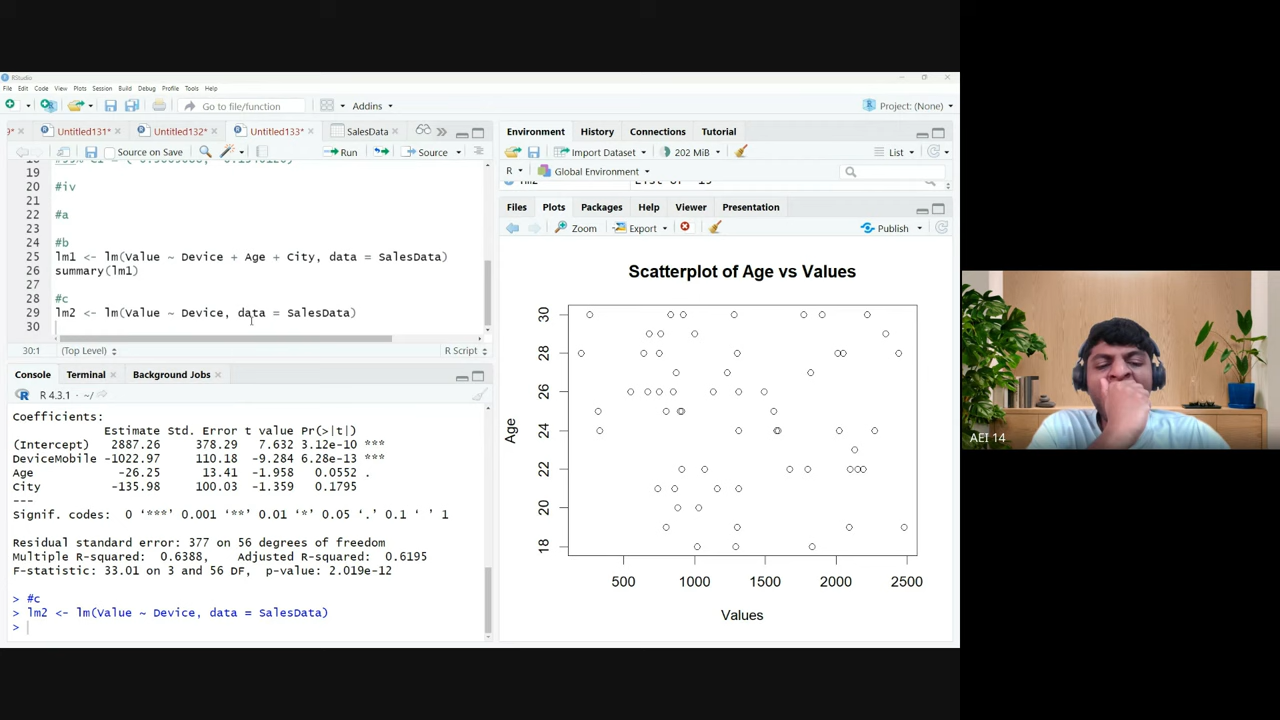 RStudio
File Edit Code View Plots Session Build Debug Profile Tools Help
Go to file/function
Addins
Project: (None)
9*
Untitled131*
Untitled132*
Untitled133*
SalesData
Source on Save
Run
Source
19
20 #iv
21
22 #a
23
24 #b
25 lm1 <- lm(Value ~ Device + Age + City, data = SalesData)
26 summary(lm1)
27
28 #c
29 lm2 <- lm(Value ~ Device, data = SalesData)
30
30:1 (Top Level) R Script
Console Terminal Background Jobs
R 4.3.1 · ~/
Coefficients:
Estimate Std. Error t value Pr(>|t|)
(Intercept) 2887.26 378.29 7.632 3.12e-10 ***
DeviceMobile -1022.97 110.18 -9.284 6.28e-13 ***
Age -26.25 13.41 -1.958 0.0552 .
City -135.98 100.03 -1.359 0.1795
---
Signif. codes: 0 ‘***’ 0.001 ‘**’ 0.01 ‘*’ 0.05 ‘.’ 0.1 ‘ ’ 1
Residual standard error: 377 on 56 degrees of freedom
Multiple R-squared: 0.6388, Adjusted R-squared: 0.6195
F-statistic: 33.01 on 3 and 56 DF, p-value: 2.019e-12
> #c
> lm2 <- lm(Value ~ Device, data = SalesData)
>
Environment History Connections Tutorial
Import Dataset
202 MiB
List
R
Global Environment
Files Plots Packages Help Viewer Presentation
Zoom
Export
Publish
Scatterplot of Age vs Values
Age
30
28
26
24
22
20
18
500 1000 1500 2000 2500
Values
AEI 14